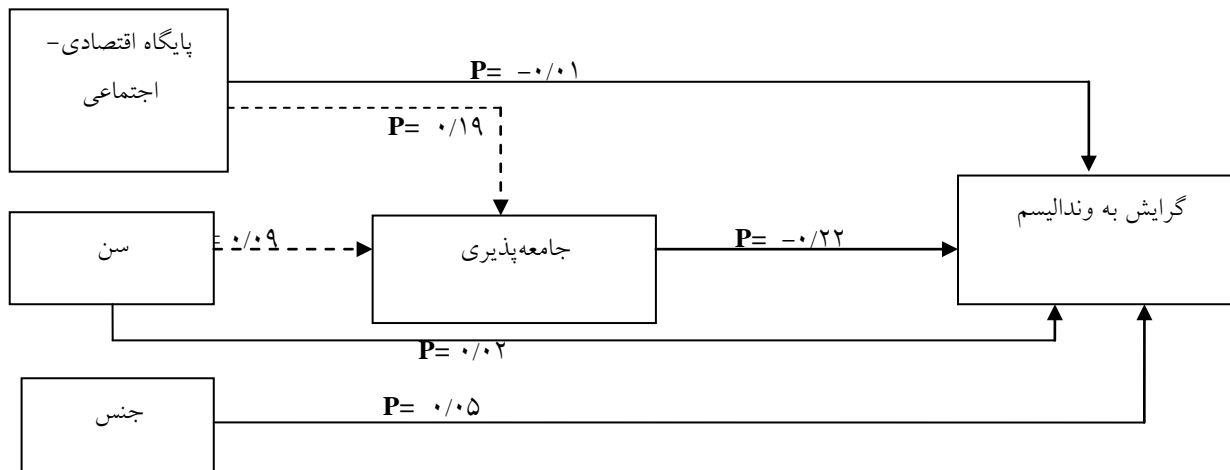 پایگاه اقتصادی-
اجتماعی
P= -۰/۰۱
P= ۰/۱۹
گرایش به وندالیسم
سن
= ۰/۰۹
جامعه‌پذیری
P= -۰/۲۲
P= ۰/۰۲
جنس
P= ۰/۰۵